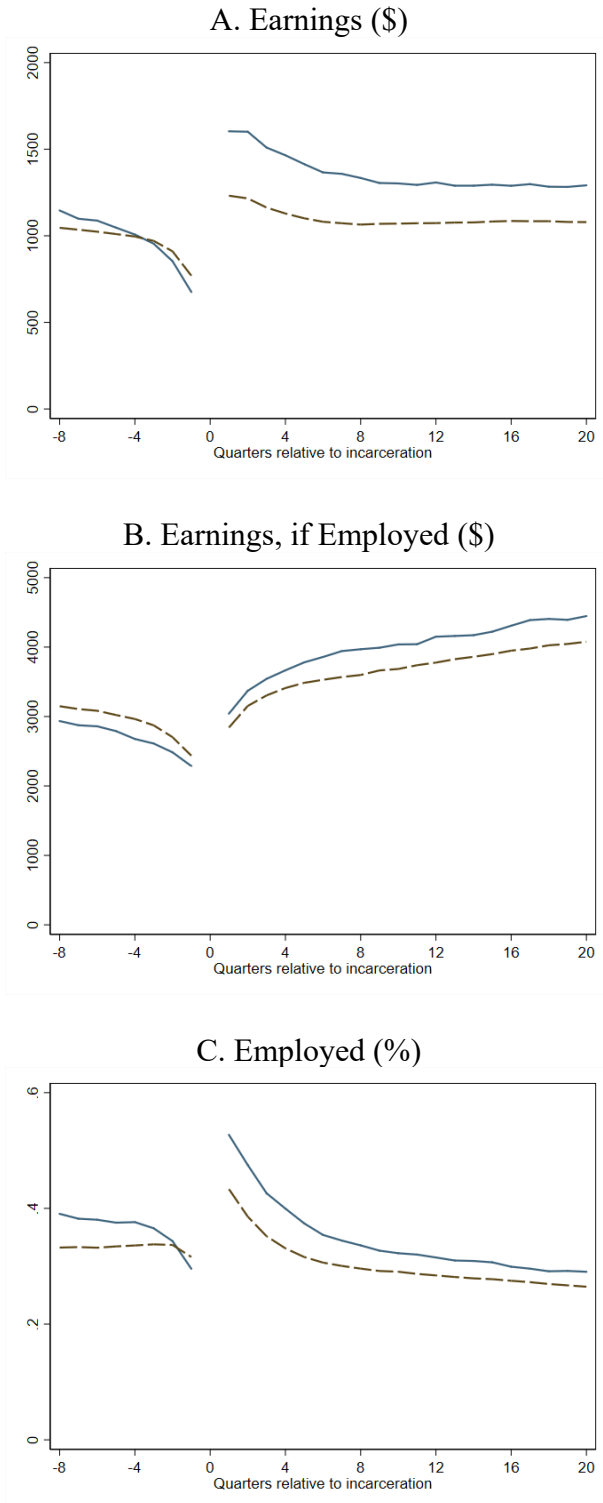 A. Earnings ($)
2000
1500
1000
500
0
-8 -4 0 4 8 12 16 20
Quarters relative to incarceration
B. Earnings, if Employed ($)
5000
4000
3000
2000
1000
0
-8 -4 0 4 8 12 16 20
Quarters relative to incarceration
C. Employed (%)
.6
.4
.2
0
-8 -4 0 4 8 12 16 20
Quarters relative to incarceration